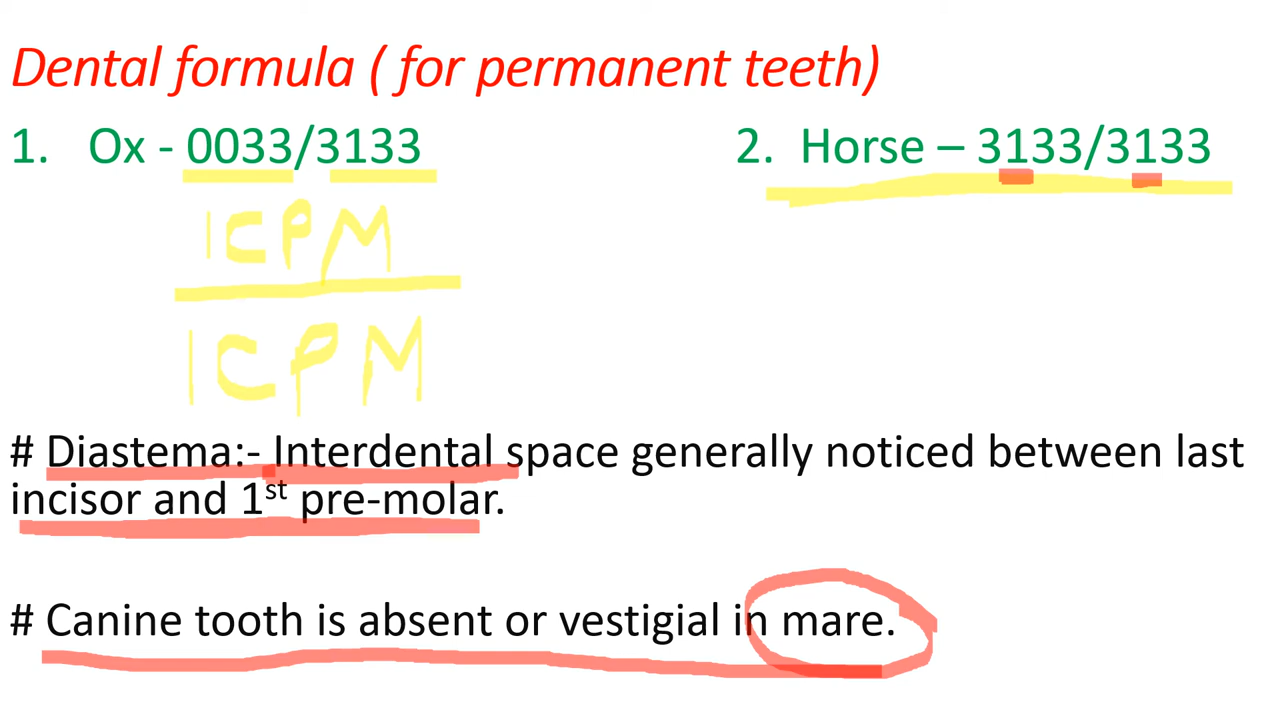 Dental formula ( for permanent teeth)
1. Ox - 0033/3133
2. Horse – 3133/3133
ICPM
ICPM
# Diastema:- Interdental space generally noticed between last
incisor and 1st pre-molar.
# Canine tooth is absent or vestigial in mare.